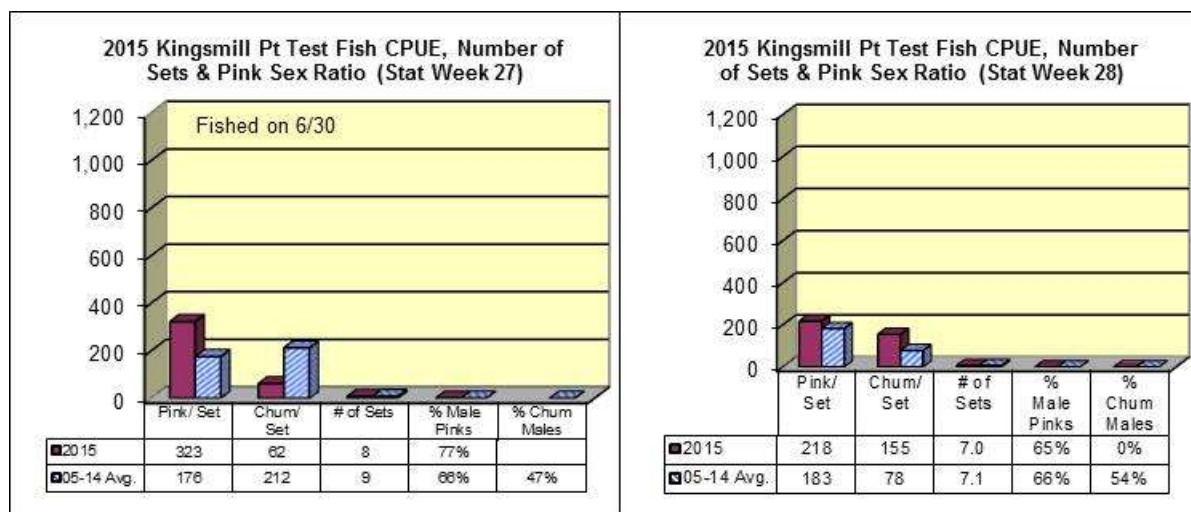 2015 Kingsmill Pt Test Fish CPUE, Number of
Sets & Pink Sex Ratio (Stat Week 27)
Fished on 6/30
1,200
1,000
800
600
400
200
0
Pink/ Set Chum/ Set # of Sets % Male Pinks % Chum Males
2015 323 62 8 77%
05-14 Avg. 176 212 9 66% 47%
2015 Kingsmill Pt Test Fish CPUE, Number
of Sets & Pink Sex Ratio (Stat Week 28)
1,200
1,000
800
600
400
200
0
Pink/ Set Chum/ Set # of Sets % Male Pinks % Chum Males
2015 218 155 7.0 65% 0%
05-14 Avg. 183 78 7.1 66% 54%